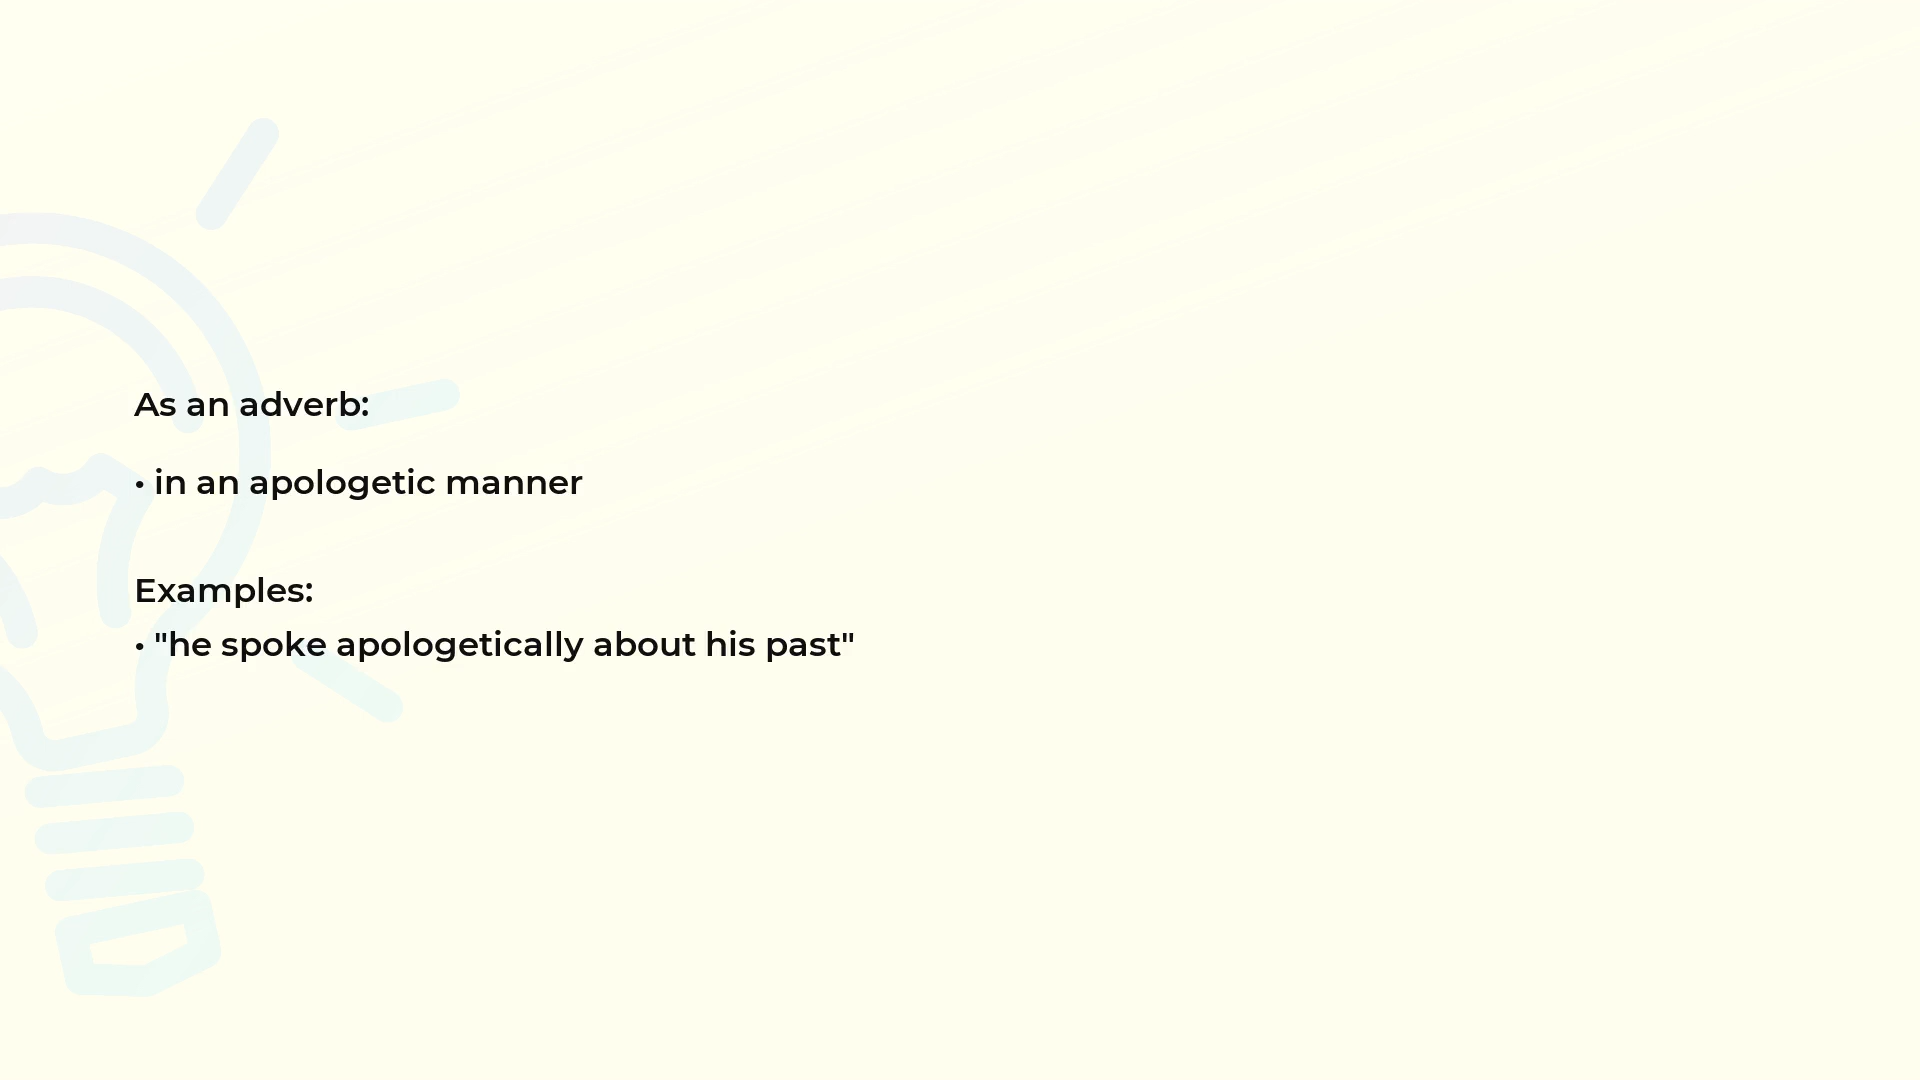 As an adverb:
• in an apologetic manner
Examples:
• "he spoke apologetically about his past"